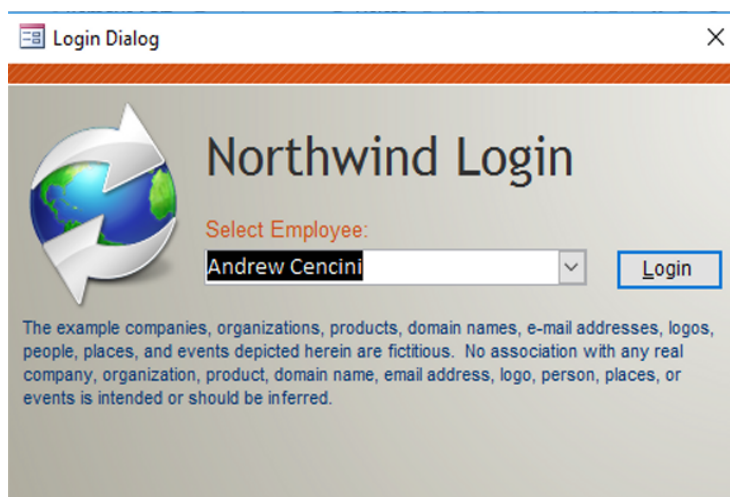 Login Dialog
Northwind Login
Select Employee:
Andrew Cencini
Login
The example companies, organizations, products, domain names, e-mail addresses, logos,
people, places, and events depicted herein are fictitious.  No association with any real
company, organization, product, domain name, email address, logo, person, places, or
events is intended or should be inferred.